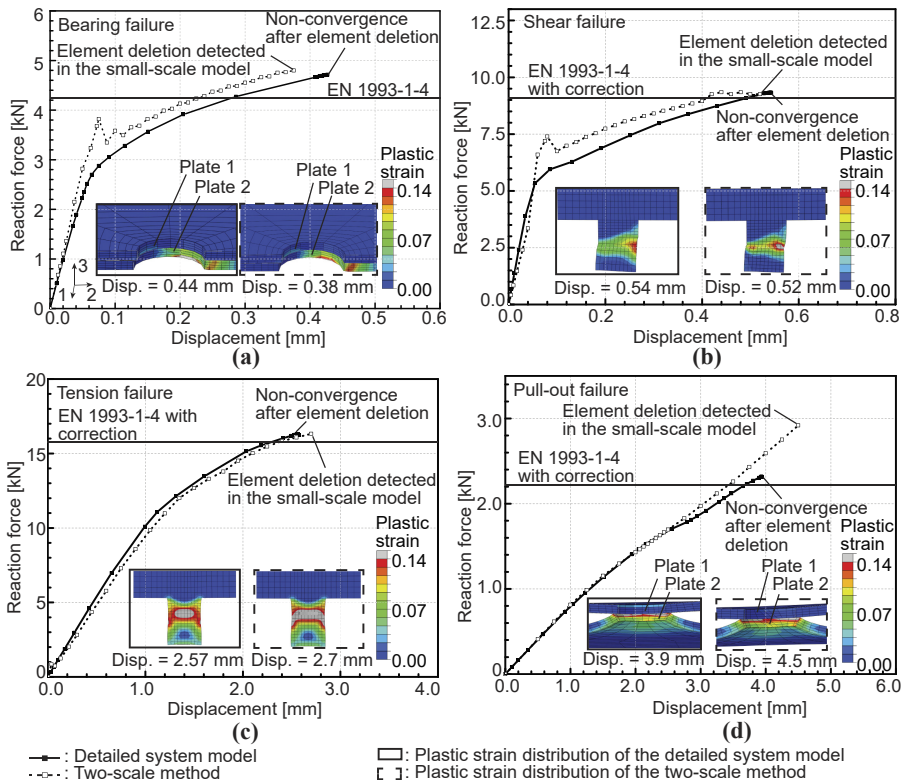 Bearing failure
Non-convergence
after element deletion
Element deletion detected
in the small-scale model
EN 1993-1-4
Plate 1
Plate 2
Plastic
strain
0.14
0.07
0.00
Disp. = 0.44 mm
Disp. = 0.38 mm
3
1
2
Reaction force [kN]
6
5
4
3
2
1
0
0.0 0.1 0.2 0.3 0.4 0.5 0.6
Plate 1
Plate 2
Displacement [mm]
(a)
Shear failure
Element deletion detected
in the small-scale model
EN 1993-1-4
with correction
Non-convergence
after element deletion
Plastic
strain
0.14
0.07
0.00
Disp. = 0.54 mm
Disp. = 0.52 mm
Reaction force [kN]
12.5
10.0
7.5
5.0
2.5
0.0
0.0 0.2 0.4 0.6 0.8
Displacement [mm]
(b)
Tension failure
EN 1993-1-4 with
correction
Non-convergence
after element deletion
Element deletion detected
in the small-scale model
Plastic
strain
0.14
0.07
0.00
Disp. = 2.57 mm
Disp. = 2.7 mm
Reaction force [kN]
20
15
10
5
0
0.0 1.0 2.0 3.0 4.0
Displacement [mm]
(c)
Pull-out failure
Element deletion detected
in the small-scale model
EN 1993-1-4
with correction
Non-convergence
after element
deletion
Plastic
strain
0.14
0.07
0.00
Plate 1
Plate 2
Plate 1
Plate 2
Disp. = 3.9 mm
Disp. = 4.5 mm
Reaction force [kN]
3.0
2.4
1.8
1.2
0.6
0.0
0.0 1.0 2.0 3.0 4.0 5.0 6.0
Displacement [mm]
(d)
: Detailed system model
: Two-scale method
: Plastic strain distribution of the detailed system model
: Plastic strain distribution of the two-scale method